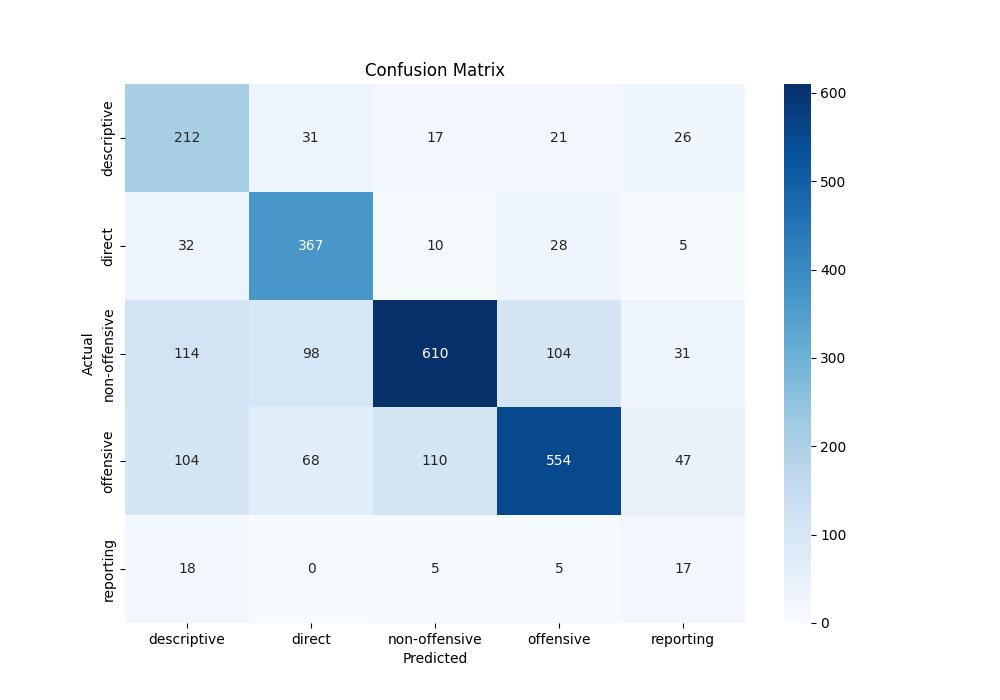 Confusion Matrix
Actual
descriptive 212 31 17 21 26
direct 32 367 10 28 5
non-offensive 114 98 610 104 31
offensive 104 68 110 554 47
reporting 18 0 5 5 17
descriptive direct non-offensive offensive reporting
Predicted
600
500
400
300
200
100
0